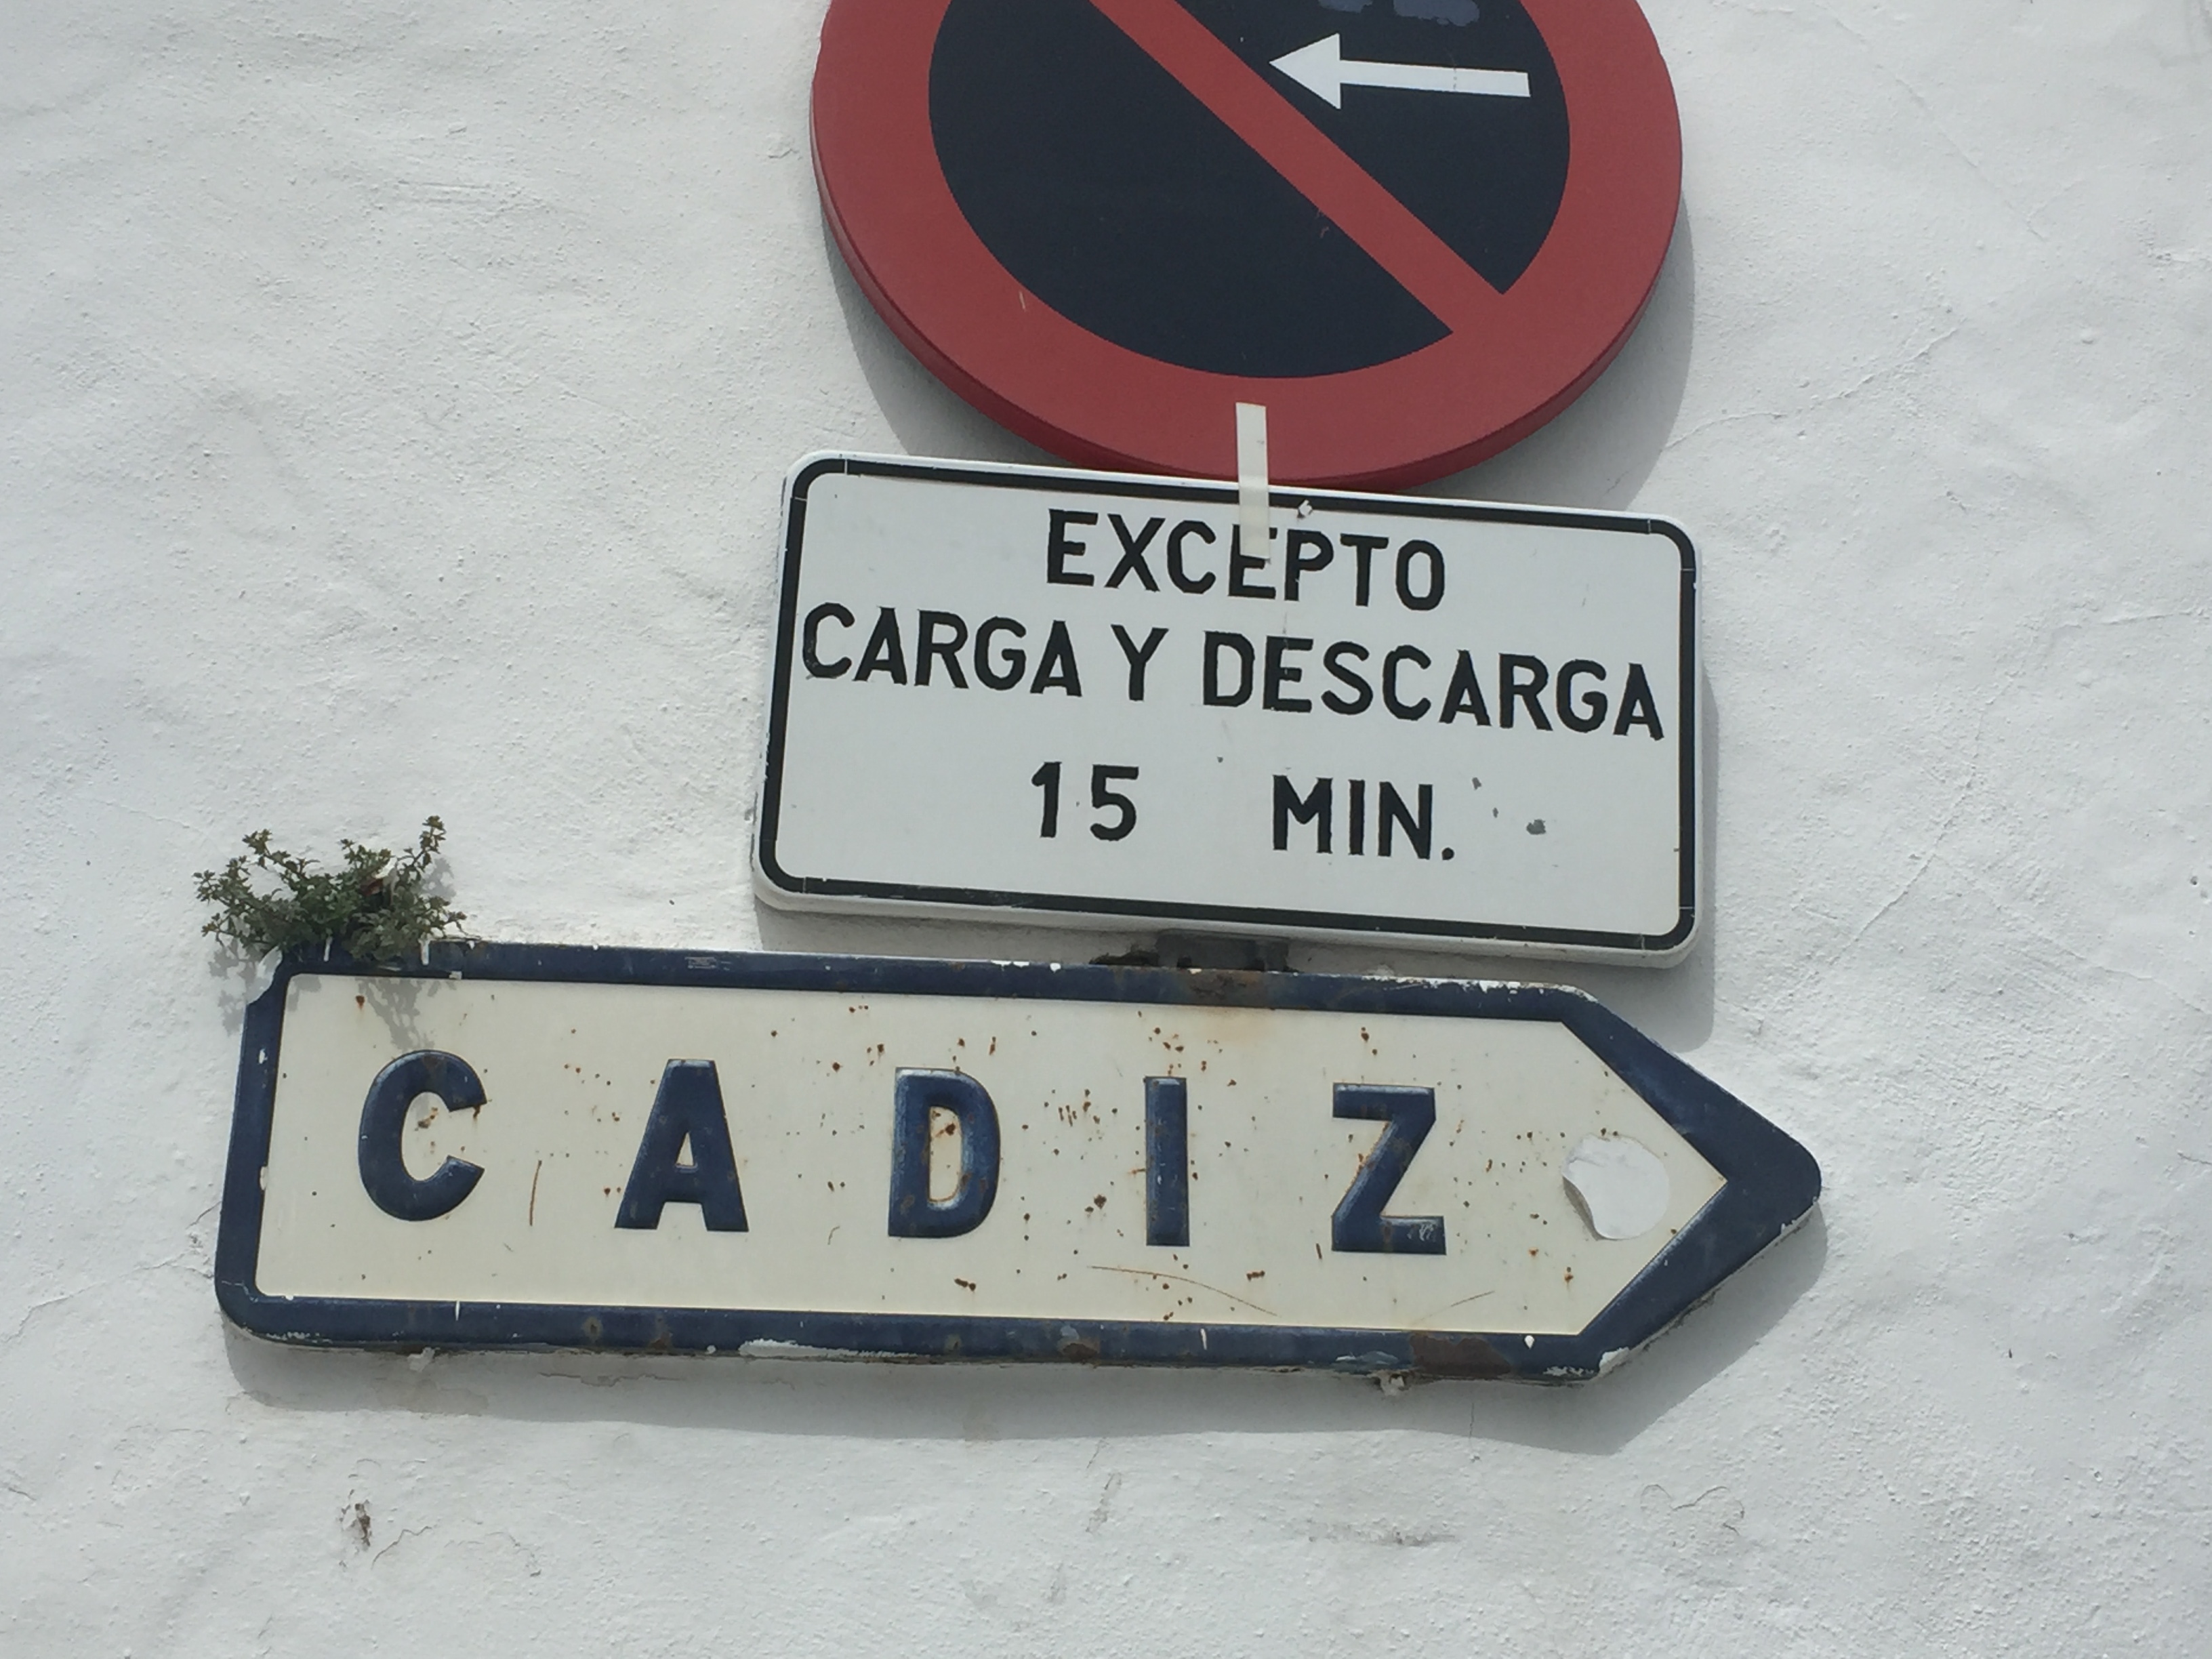 EXCEPTO
CARGA Y DESCARGA
15 MIN.
CADIZ